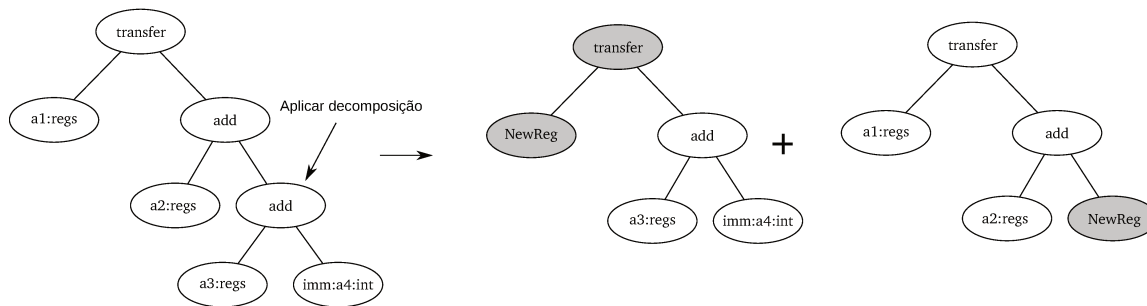 transfer
a1:regs
add
Aplicar decomposição
a2:regs
add
a3:regs
imm:a4:int
transfer
NewReg
add
a3:regs
imm:a4:int
+
transfer
a1:regs
add
a2:regs
NewReg